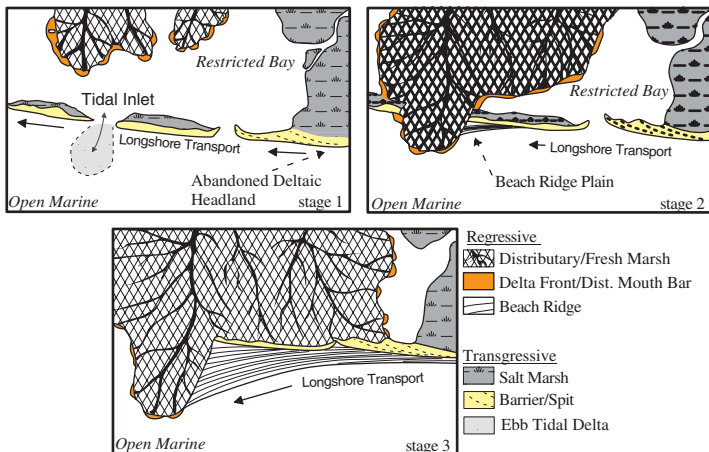 Restricted Bay
Tidal Inlet
Longshore Transport
Abandoned Deltaic
Headland
Open Marine
stage 1
Restricted Bay
Longshore Transport
Beach Ridge Plain
Open Marine
stage 2
Longshore Transport
Open Marine
stage 3
Regressive
Distributary/Fresh Marsh
Delta Front/Dist. Mouth Bar
Beach Ridge
Transgressive
Salt Marsh
Barrier/Spit
Ebb Tidal Delta